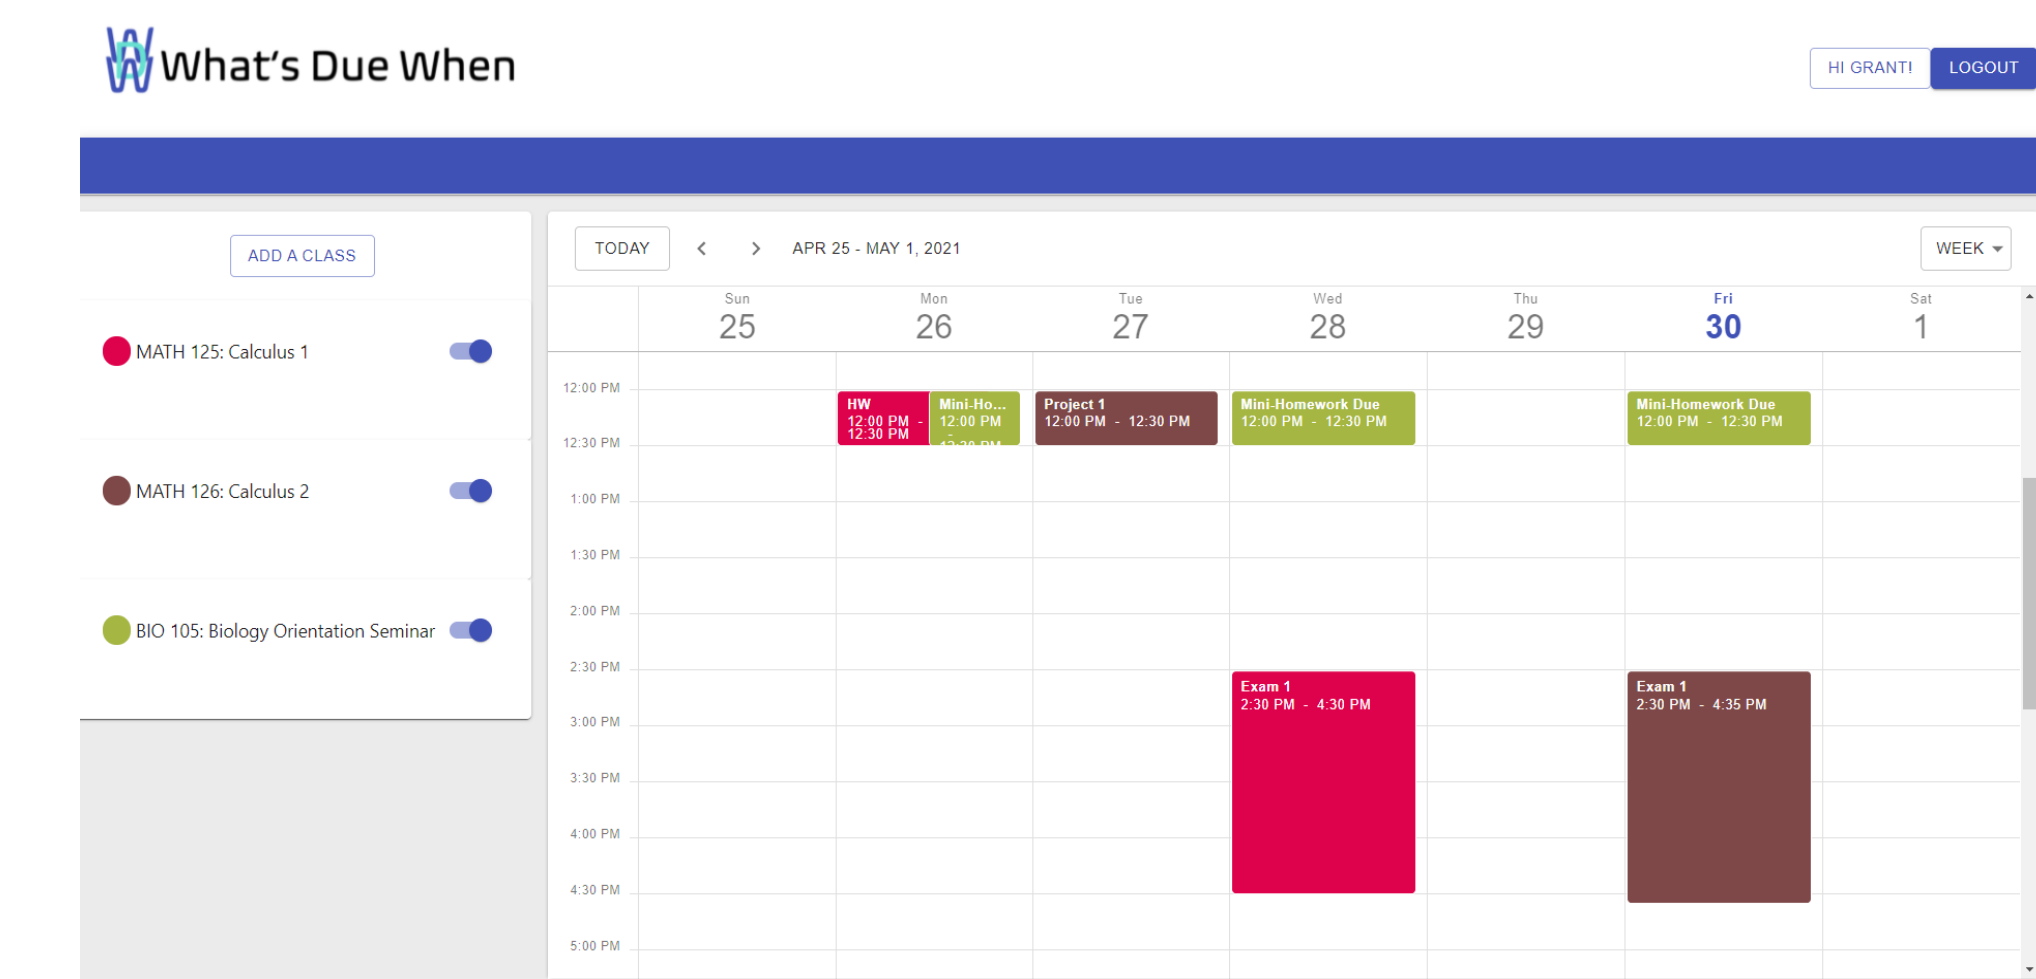 What's Due When
HI GRANT!
LOGOUT
ADD A CLASS
MATH 125: Calculus 1
MATH 126: Calculus 2
BIO 105: Biology Orientation Seminar
TODAY
APR 25 - MAY 1, 2021
WEEK
Sun
25
Mon
26
Tue
27
Wed
28
Thu
29
Fri
30
Sat
1
12:00 PM
12:30 PM
1:00 PM
1:30 PM
2:00 PM
2:30 PM
3:00 PM
3:30 PM
4:00 PM
4:30 PM
5:00 PM
HW
12:00 PM -
12:30 PM
Mini-Ho...
12:00 PM
-
12:30 PM
Project 1
12:00 PM - 12:30 PM
Mini-Homework Due
12:00 PM - 12:30 PM
Exam 1
2:30 PM - 4:30 PM
Mini-Homework Due
12:00 PM - 12:30 PM
Exam 1
2:30 PM - 4:35 PM